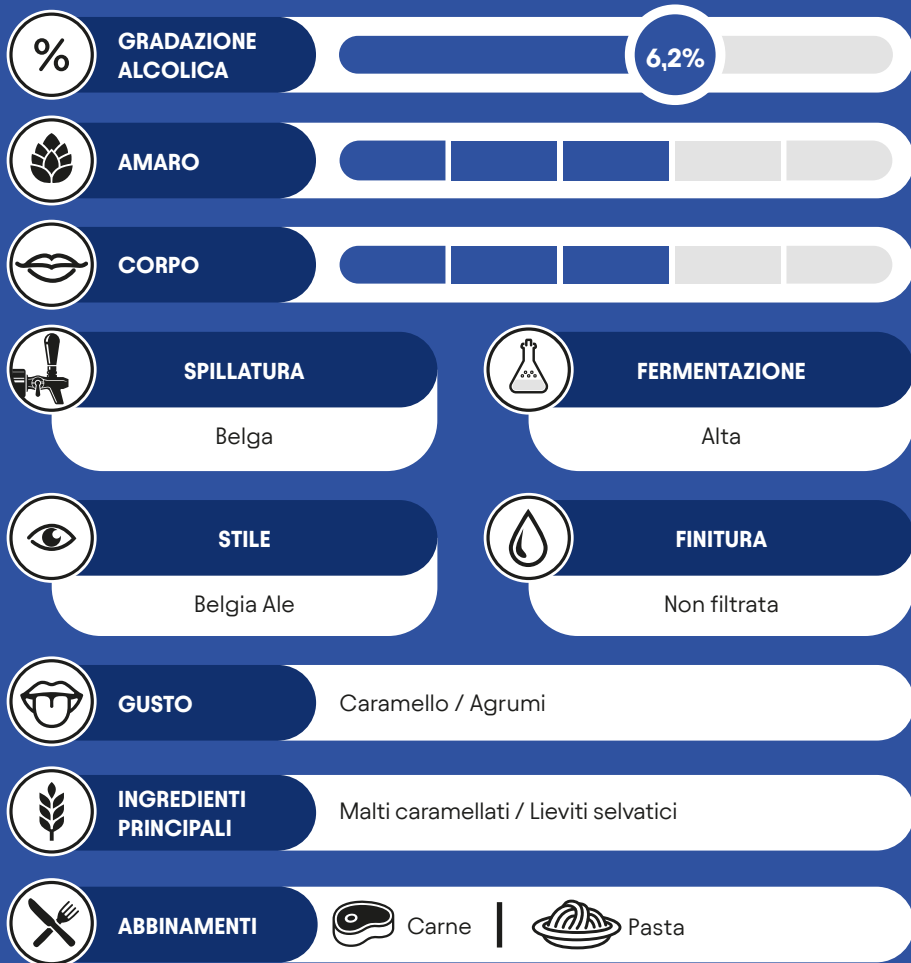 %
GRADAZIONE
ALCOLICA
6,2%
AMARO
CORPO
SPILLATURA
Belga
FERMENTAZIONE
Alta
STILE
Belgia Ale
FINITURA
Non filtrata
GUSTO
Caramello / Agrumi
INGREDIENTI
PRINCIPALI
Malti caramellati / Lieviti selvatici
ABBINAMENTI
Carne
Pasta